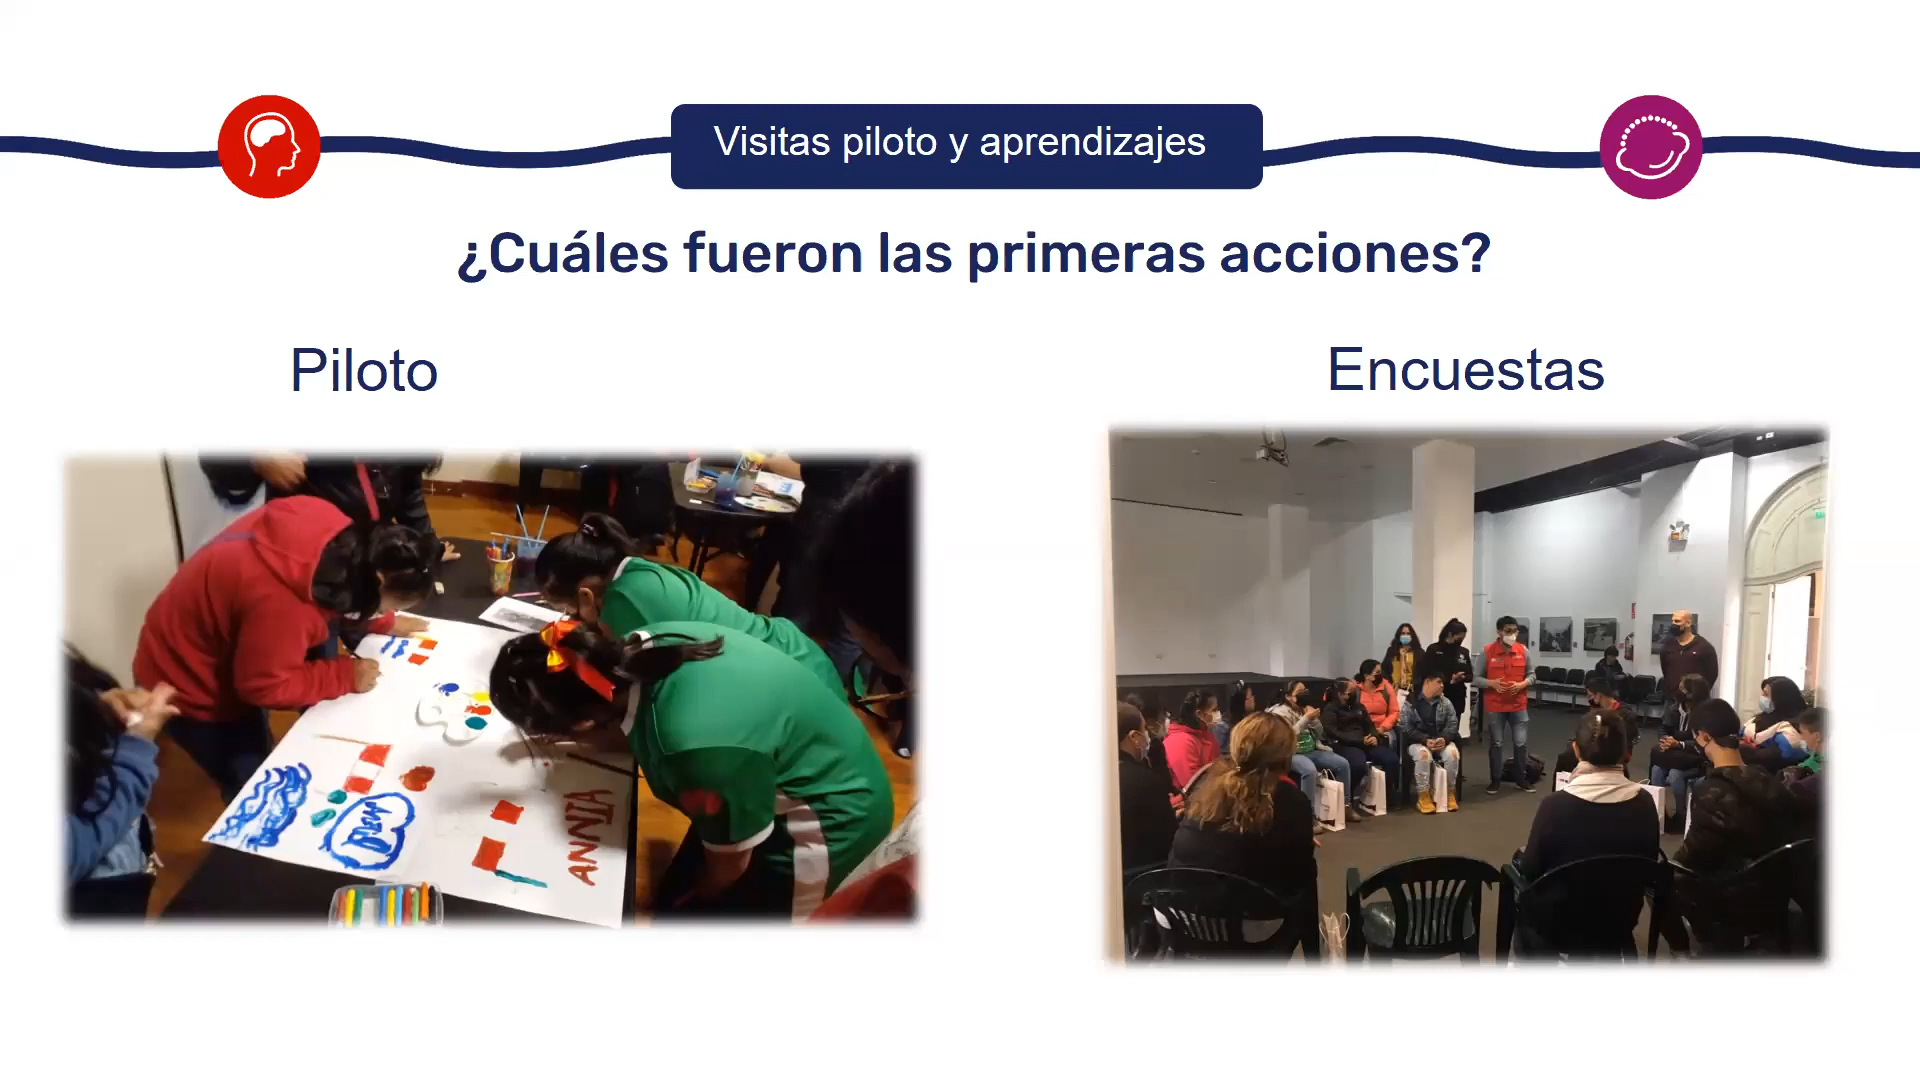 Visitas piloto y aprendizajes
¿Cuáles fueron las primeras acciones?
Piloto
Encuestas
ANNIA